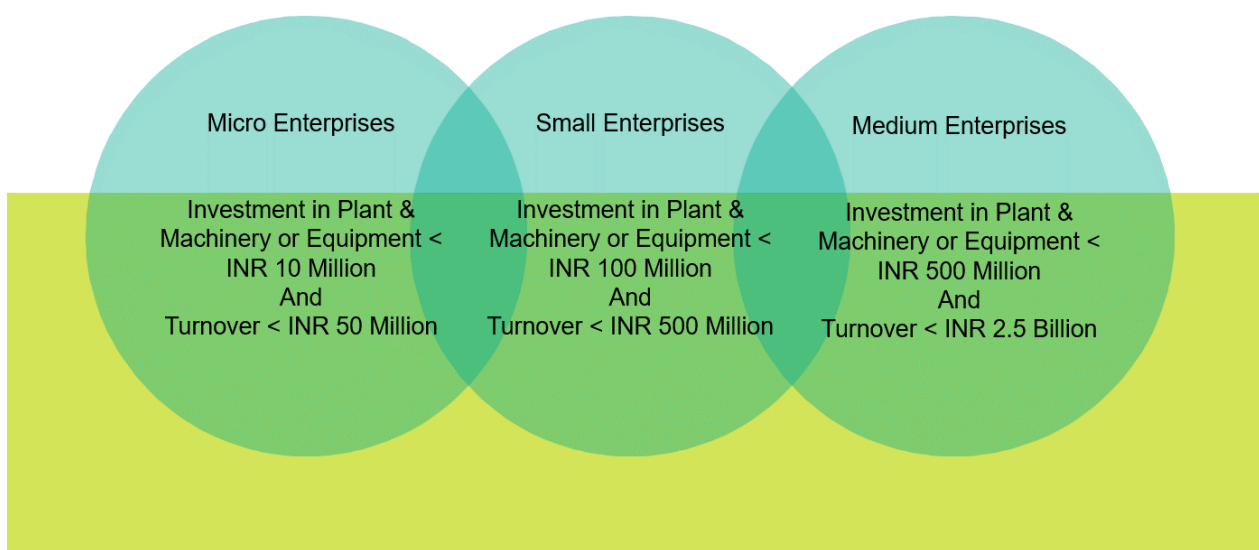 Micro Enterprises
Investment in Plant &
Machinery or Equipment <
INR 10 Million
And
Turnover < INR 50 Million
Small Enterprises
Investment in Plant &
Machinery or Equipment <
INR 100 Million
And
Turnover < INR 500 Million
Medium Enterprises
Investment in Plant &
Machinery or Equipment <
INR 500 Million
And
Turnover < INR 2.5 Billion